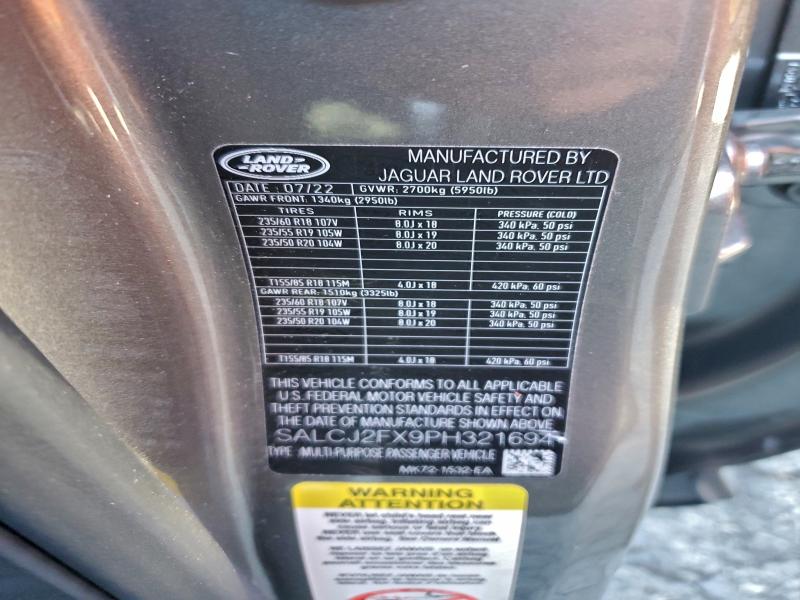 LAND-
ROVER
MANUFACTURED BY
JAGUAR LAND ROVER LTD
DATE : 07/22 GVWR: 2700kg (5950lb)
GAWR FRONT: 1340kg (2950lb)
TIRES RIMS PRESSURE (COLD)
235/60 R18 107V 8.0J x 18 340 kPa, 50 psi
235/55 R19 105W 8.0J x 19 340 kPa, 50 psi
235/50 R20 104W 8.0J x 20 340 kPa, 50 psi
T155/85 R18 115M 4.0J x 18 420 kPa, 60 psi
GAWR REAR: 1510kg (3325lb)
235/60 R18 107V 8.0J x 18 340 kPa, 50 psi
235/55 R19 105W 8.0J x 19 340 kPa, 50 psi
235/50 R20 104W 8.0J x 20 340 kPa, 50 psi
T155/85 R18 115M 4.0J x 18 420 kPa, 60 psi
THIS VEHICLE CONFORMS TO ALL APPLICABLE
U.S. FEDERAL MOTOR VEHICLE SAFETY AND
THEFT PREVENTION STANDARDS IN EFFECT ON
THE DATE OF MANUFACTURE SHOWN ABOVE
SALCJ2FX9PH321694
TYPE : MULTI-PURPOSE PASSENGER VEHICLE
MK72-1532-EA
WARNING
ATTENTION